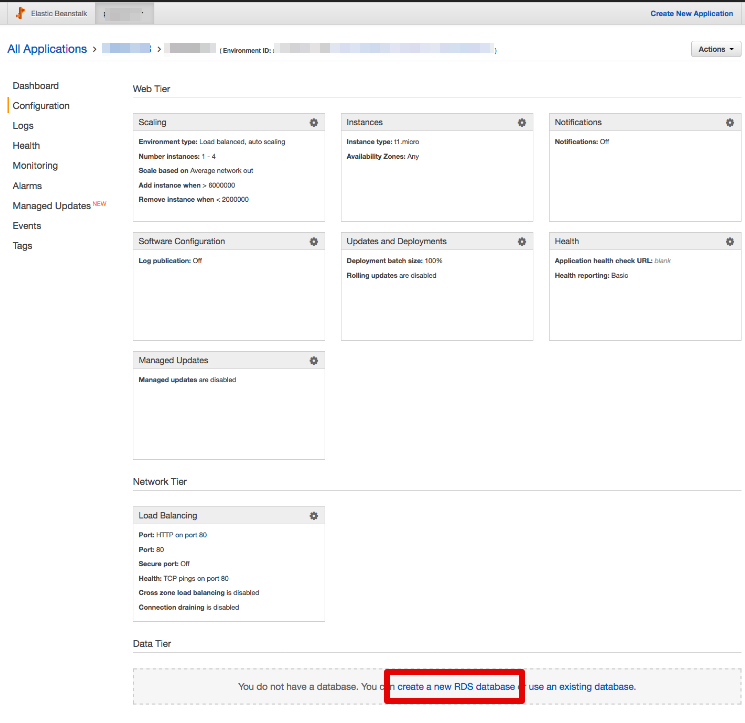 Elastic Beanstalk
Create New Application
All Applications > > ( Environment ID: )
Actions
Dashboard
Configuration
Logs
Health
Monitoring
Alarms
Managed Updates NEW
Events
Tags
Web Tier
Scaling
Environment type: Load balanced, auto scaling
Number instances: 1 - 4
Scale based on Average network out
Add instance when > 6000000
Remove instance when < 2000000
Instances
Instance type: t1.micro
Availability Zones: Any
Notifications
Notifications: Off
Software Configuration
Log publication: Off
Updates and Deployments
Deployment batch size: 100%
Rolling updates are disabled
Health
Application health check URL: blank
Health reporting: Basic
Managed Updates
Managed updates are disabled
Network Tier
Load Balancing
Port: HTTP on port 80
Port: 80
Secure port: Off
Health: TCP pings on port 80
Cross zone load balancing is disabled
Connection draining is disabled
Data Tier
You do not have a database. You can create a new RDS database or use an existing database.